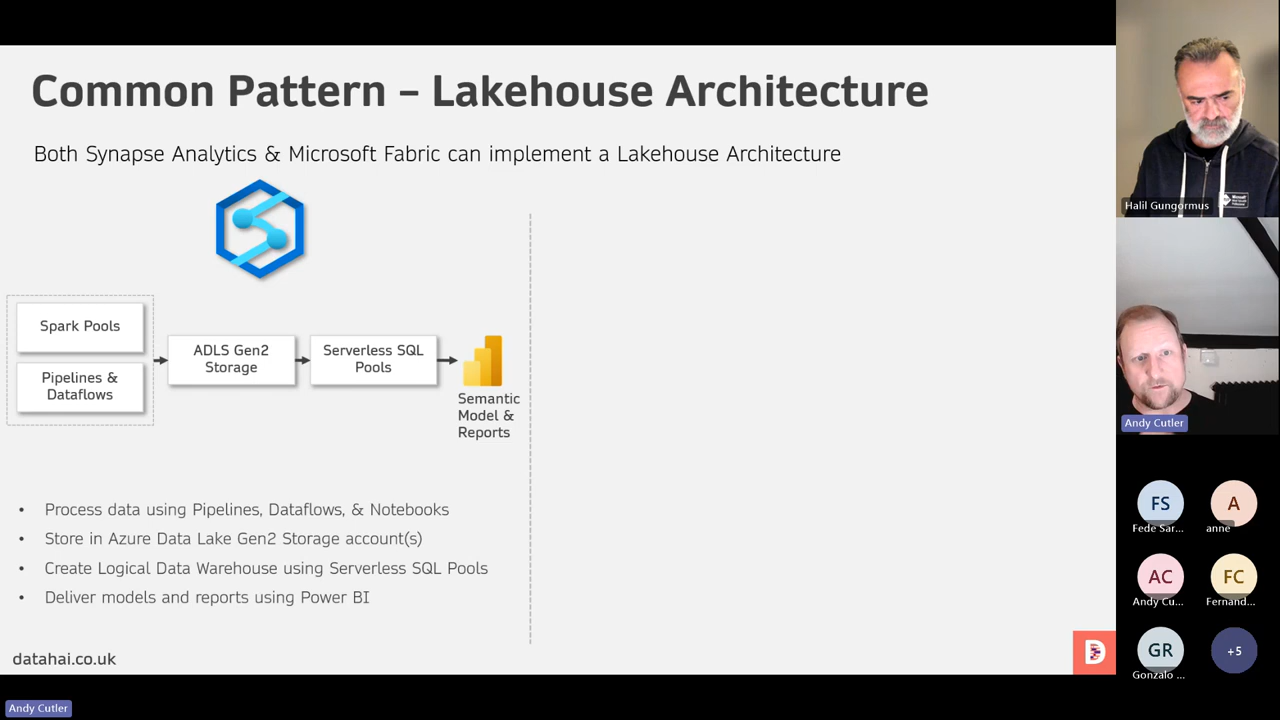 Common Pattern – Lakehouse Architecture
Both Synapse Analytics & Microsoft Fabric can implement a Lakehouse Architecture
Spark Pools
Pipelines &
Dataflows
ADLS Gen2
Storage
Serverless SQL
Pools
Semantic
Model &
Reports
• Process data using Pipelines, Dataflows, & Notebooks
• Store in Azure Data Lake Gen2 Storage account(s)
• Create Logical Data Warehouse using Serverless SQL Pools
• Deliver models and reports using Power BI
datahai.co.uk
D
Andy Cutler
Halil Gungormus
Andy Cutler
FS
Fede Sar...
A
anne
AC
Andy Cu...
FC
Fernand...
GR
Gonzalo ...
+5